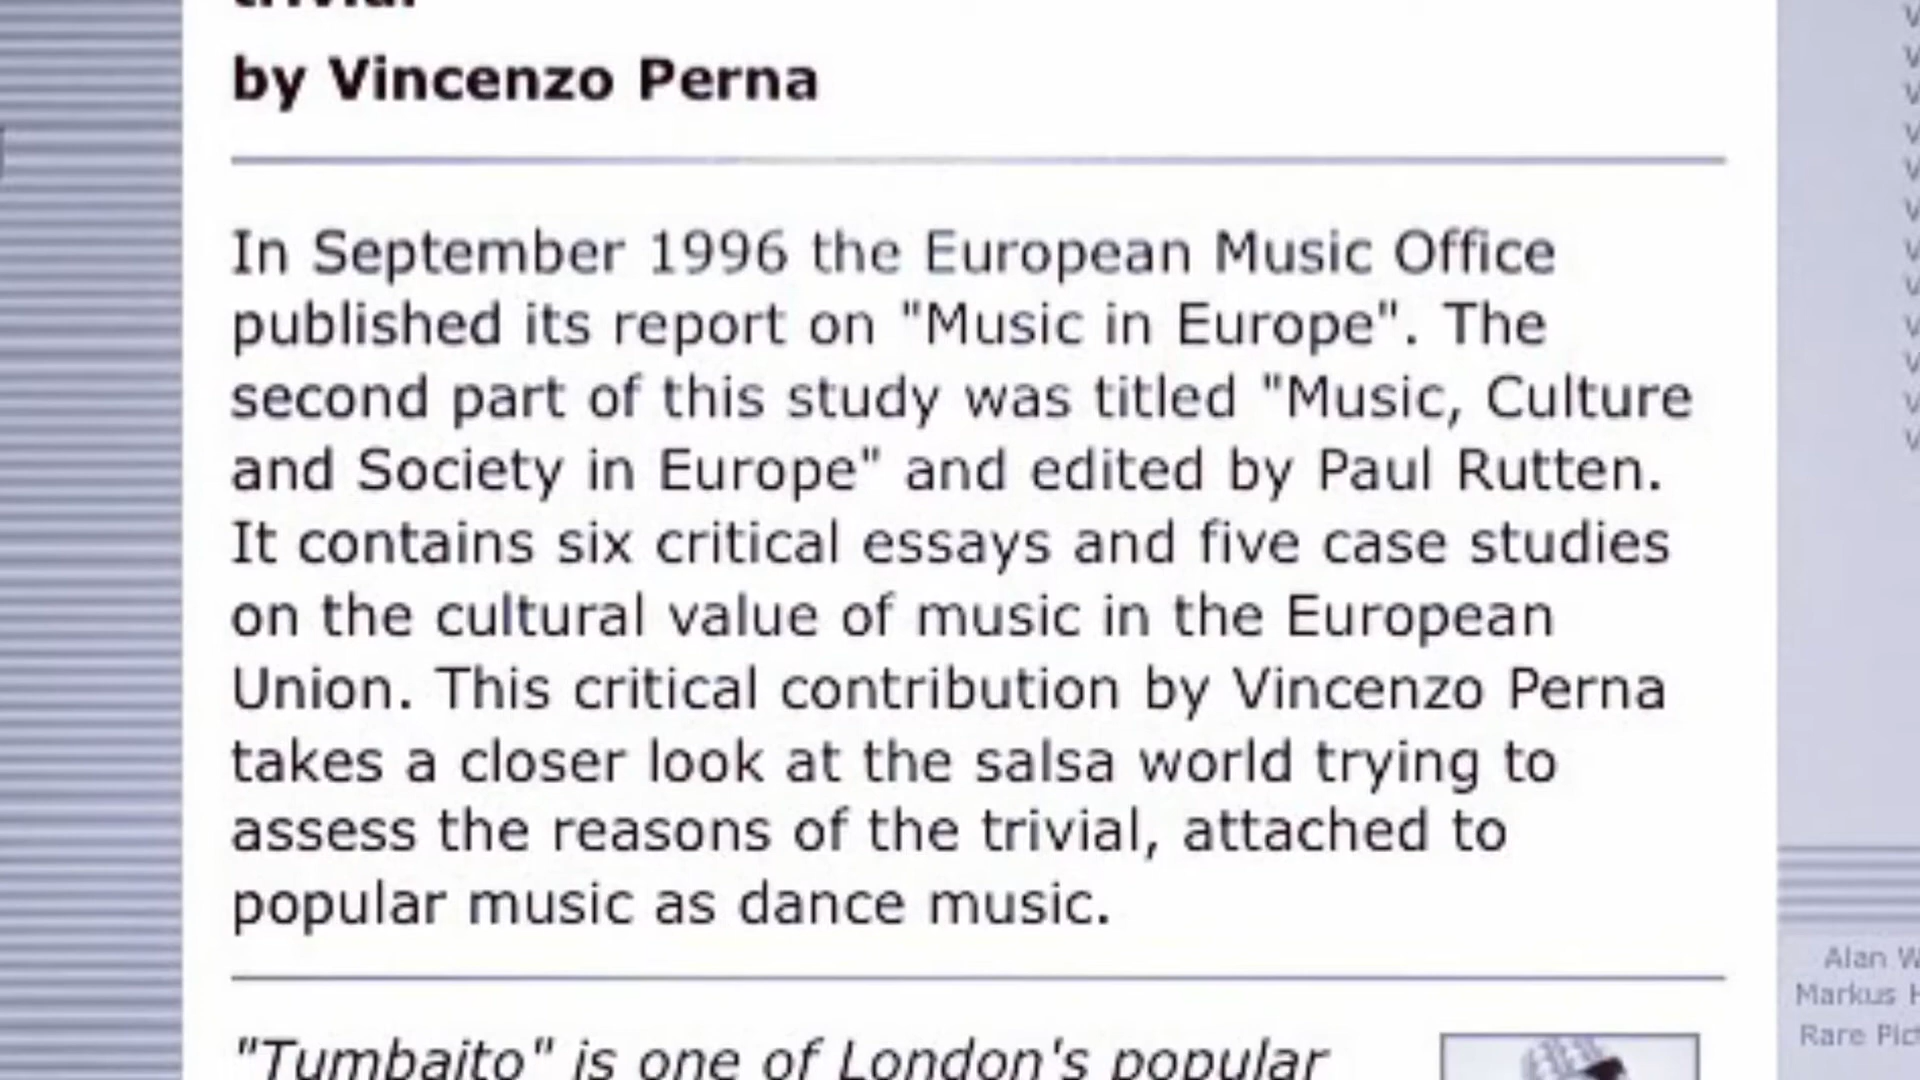 trivial
by Vincenzo Perna
In September 1996 the European Music Office
published its report on "Music in Europe". The
second part of this study was titled "Music, Culture
and Society in Europe" and edited by Paul Rutten.
It contains six critical essays and five case studies
on the cultural value of music in the European
Union. This critical contribution by Vincenzo Perna
takes a closer look at the salsa world trying to
assess the reasons of the trivial, attached to
popular music as dance music.
"Tumbaito" is one of London's popular
Alan
Markus
Rare